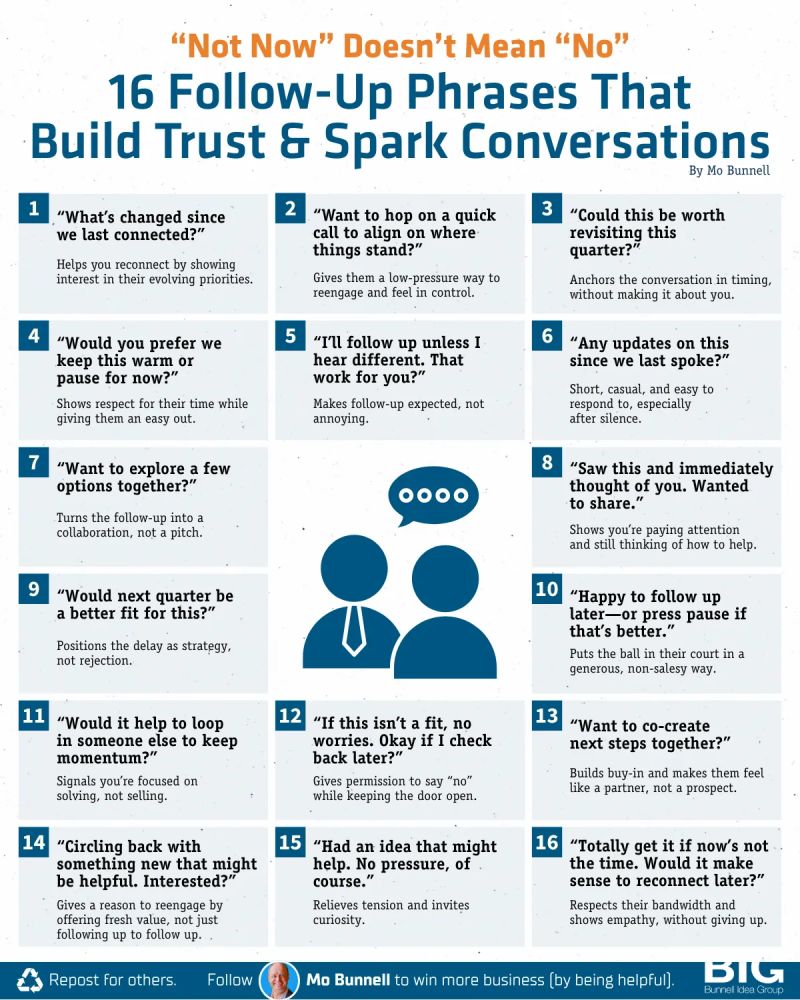 “Not Now” Doesn’t Mean “No”
16 Follow-Up Phrases That
Build Trust & Spark Conversations
By Mo Bunnell
1
“What’s changed since
we last connected?”
Helps you reconnect by showing
interest in their evolving priorities.
2
“Want to hop on a quick
call to align on where
things stand?”
Gives them a low-pressure way to
reengage and feel in control.
3
“Could this be worth
revisiting this
quarter?”
Anchors the conversation in timing,
without making it about you.
4
“Would you prefer we
keep this warm or
pause for now?”
Shows respect for their time while
giving them an easy out.
5
“I’ll follow up unless I
hear different. That
work for you?”
Makes follow-up expected, not
annoying.
6
“Any updates on this
since we last spoke?”
Short, casual, and easy to
respond to, especially
after silence.
7
“Want to explore a few
options together?”
Turns the follow-up into a
collaboration, not a pitch.
8
“Saw this and immediately
thought of you. Wanted
to share.”
Shows you’re paying attention
and still thinking of how to help.
9
“Would next quarter be
a better fit for this?”
Positions the delay as strategy,
not rejection.
10
“Happy to follow up
later—or press pause if
that’s better.”
Puts the ball in their court in a
generous, non-salesy way.
11
“Would it help to loop
in someone else to keep
momentum?”
Signals you’re focused on
solving, not selling.
12
“If this isn’t a fit, no
worries. Okay if I check
back later?”
Gives permission to say “no”
while keeping the door open.
13
“Want to co-create
next steps together?”
Builds buy-in and makes them feel
like a partner, not a prospect.
14
“Circling back with
something new that might
be helpful. Interested?”
Gives a reason to reengage by
offering fresh value, not just
following up to follow up.
15
“Had an idea that might
help. No pressure, of
course.”
Relieves tension and invites
curiosity.
16
“Totally get it if now’s not
the time. Would it make
sense to reconnect later?”
Respects their bandwidth and
shows empathy, without giving up.
Repost for others.
Follow Mo Bunnell to win more business (by being helpful).
BIG
Bunnell Idea Group